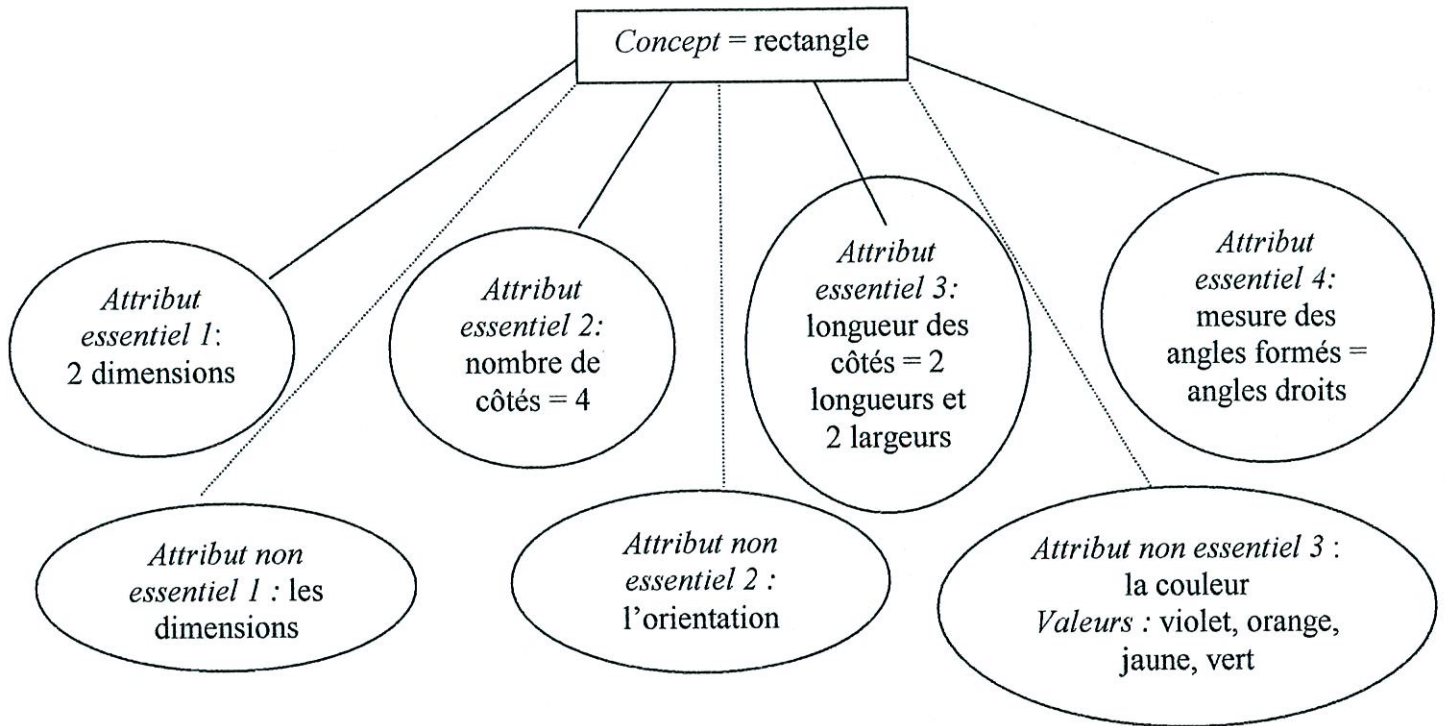 Concept = rectangle
Attribut
essentiel 1:
2 dimensions
Attribut
essentiel 2:
nombre de
côtés = 4
Attribut
essentiel 3:
longueur des
côtés = 2
longueurs et
2 largeurs
Attribut
essentiel 4:
mesure des
angles formés =
angles droits
Attribut non
essentiel 1 : les
dimensions
Attribut non
essentiel 2 :
l'orientation
Attribut non essentiel 3 :
la couleur
Valeurs : violet, orange,
jaune, vert